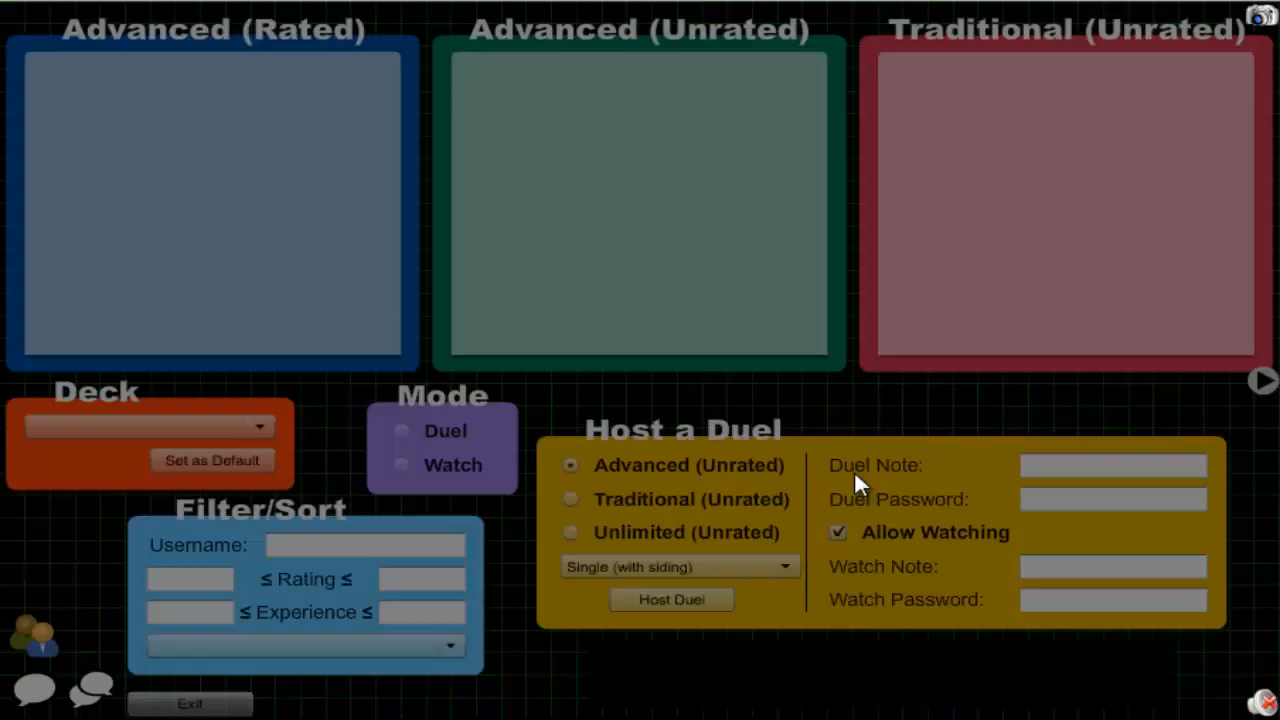 Advanced (Rated)
Advanced (Unrated)
Traditional (Unrated)
Deck
Set as Default
Mode
Duel
Watch
Host a Duel
Advanced (Unrated)
Traditional (Unrated)
Unlimited (Unrated)
Single (with siding)
Host Duel
Duel Note:
Duel Password:
Allow Watching
Watch Note:
Watch Password:
Filter/Sort
Username:
≤ Rating ≤
≤ Experience ≤
Exit